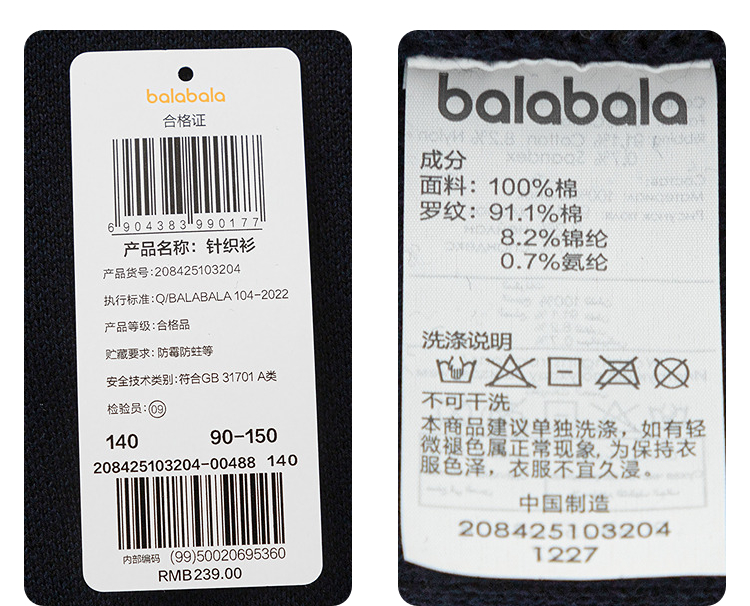 balabala
合格证
6 904383 990177
产品名称：针织衫
产品货号:208425103204
执行标准:Q/BALABALA 104-2022
产品等级:合格品
贮藏要求:防霉防蛀等
安全技术类别:符合GB 31701 A类
检验员:09
140 90-150
208425103204-00488 140
内部编码 (99)50020695360
RMB239.00
balabala
成分
面料：100%棉
罗纹：91.1%棉
8.2%锦纶
0.7%氨纶
洗涤说明
不可干洗
本商品建议单独洗涤，如有轻
微褪色属正常现象,为保持衣
服色泽，衣服不宜久浸。
中国制造
208425103204
1227